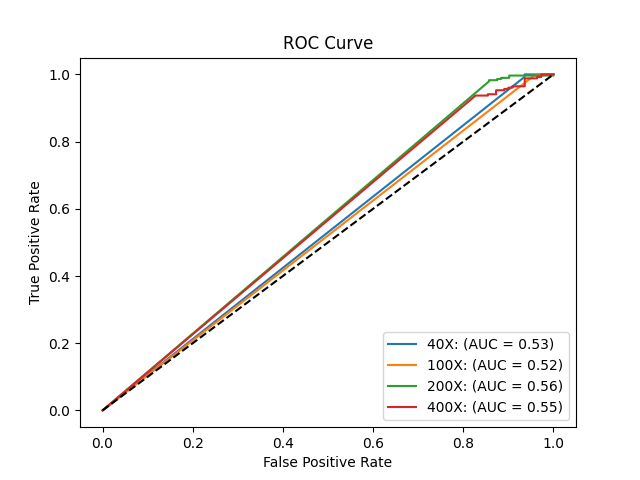 ROC Curve
1.0
0.8
0.6
0.4
0.2
0.0
True Positive Rate
40X: (AUC = 0.53)
100X: (AUC = 0.52)
200X: (AUC = 0.56)
400X: (AUC = 0.55)
0.0 0.2 0.4 0.6 0.8 1.0
False Positive Rate